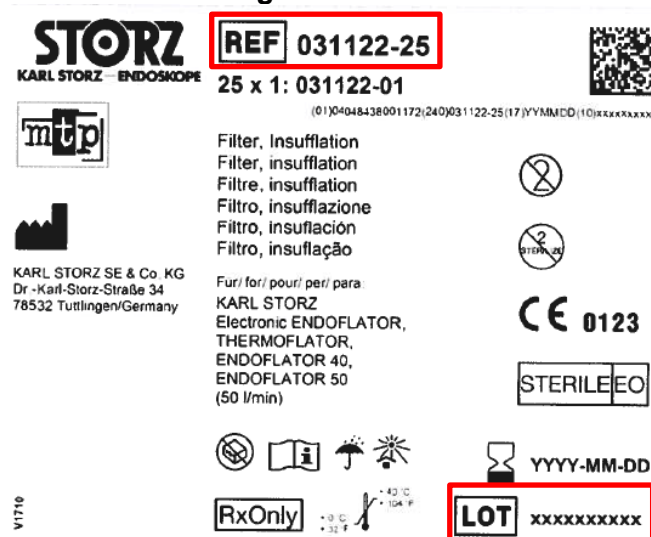 STORZ
KARL STORZ — ENDOSKOPE
REF 031122-25
25 x 1: 031122-01
(01)04048438001172(240)031122-25(17)YYMMDD(10)xxxxxxxxx
mtp
Filter, Insufflation
Filter, insufflation
Filtre, insufflation
Filtro, insufflazione
Filtro, insuflación
Filtro, insuflação
2
2
STERILIZE
KARL STORZ SE & Co. KG
Dr.-Karl-Storz-Straße 34
78532 Tuttlingen/Germany
Für/ for/ pour/ per/ para:
KARL STORZ
Electronic ENDOFLATOR,
THERMOFLATOR,
ENDOFLATOR 40,
ENDOFLATOR 50
(50 l/min)
CE 0123
STERILE EO
YYYY-MM-DD
V1710
RxOnly
+ 0 °C
+ 32 °F
+ 40 °C
+ 104 °F
LOT xxxxxxxxxx